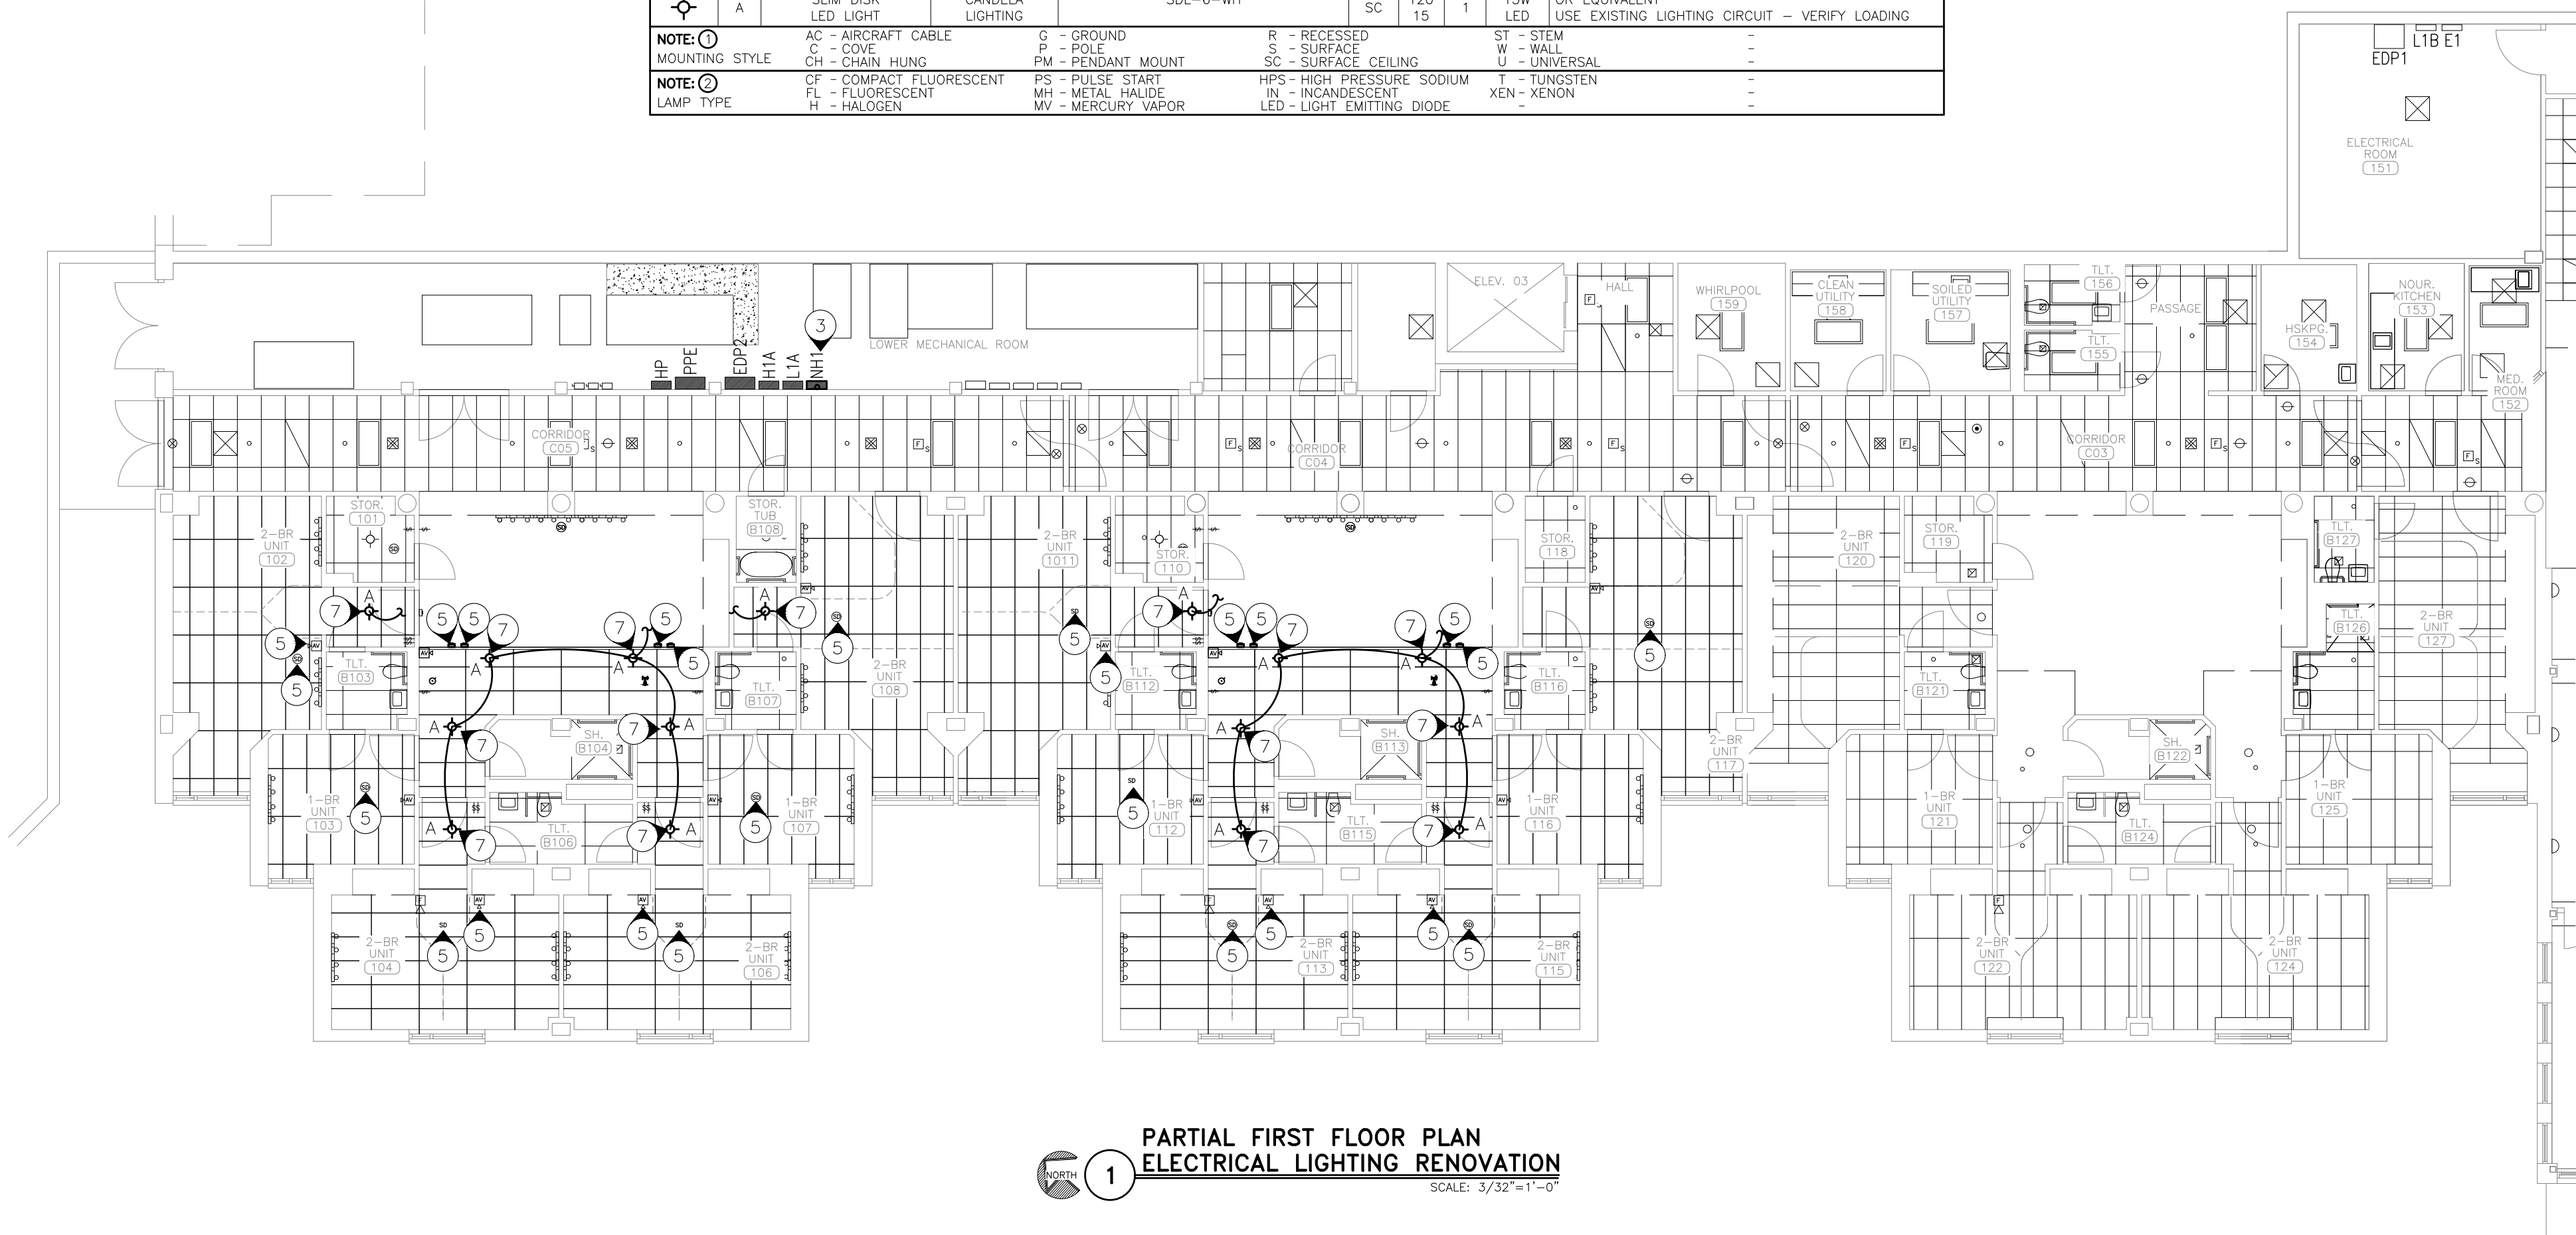 A
LED LIGHT
LIGHTING
SC
15
1
LED
USE EXISTING LIGHTING CIRCUIT – VERIFY LOADING
NOTE: 1
MOUNTING STYLE
AC - AIRCRAFT CABLE
C - COVE
CH - CHAIN HUNG
G - GROUND
P - POLE
PM - PENDANT MOUNT
R - RECESSED
S - SURFACE
SC - SURFACE CEILING
ST - STEM
W - WALL
U - UNIVERSAL
NOTE: 2
LAMP TYPE
CF - COMPACT FLUORESCENT
FL - FLUORESCENT
H - HALOGEN
PS - PULSE START
MH - METAL HALIDE
MV - MERCURY VAPOR
HPS - HIGH PRESSURE SODIUM
IN - INCANDESCENT
LED - LIGHT EMITTING DIODE
T - TUNGSTEN
XEN - XENON
EDP1
L1B E1
ELECTRICAL
ROOM
151
HP
PPE
EDP2
H1A
L1A
NH1
3
LOWER MECHANICAL ROOM
ELEV. 03
HALL
WHIRLPOOL
159
CLEAN
UTILITY
158
SOILED
UTILITY
157
TLT.
156
TLT.
155
PASSAGE
HSKPG.
154
NOUR.
KITCHEN
153
MED.
ROOM
152
CORRIDOR
C05
CORRIDOR
C04
CORRIDOR
C03
2-BR
UNIT
102
STOR.
101
STOR.
TUB
B108
2-BR
UNIT
108
2-BR
UNIT
1011
STOR.
110
STOR.
118
2-BR
UNIT
117
2-BR
UNIT
120
STOR.
119
TLT.
B127
TLT.
B126
2-BR
UNIT
127
TLT.
B103
SH.
B104
TLT.
B107
TLT.
B112
SH.
B113
TLT.
B116
TLT.
B121
SH.
B122
1-BR
UNIT
103
TLT.
B106
1-BR
UNIT
107
1-BR
UNIT
112
TLT.
B115
1-BR
UNIT
116
1-BR
UNIT
121
TLT.
B124
1-BR
UNIT
125
2-BR
UNIT
104
2-BR
UNIT
106
2-BR
UNIT
113
2-BR
UNIT
115
2-BR
UNIT
122
2-BR
UNIT
124
NORTH
1
PARTIAL FIRST FLOOR PLAN
ELECTRICAL LIGHTING RENOVATION
SCALE: 3/32"=1'-0"